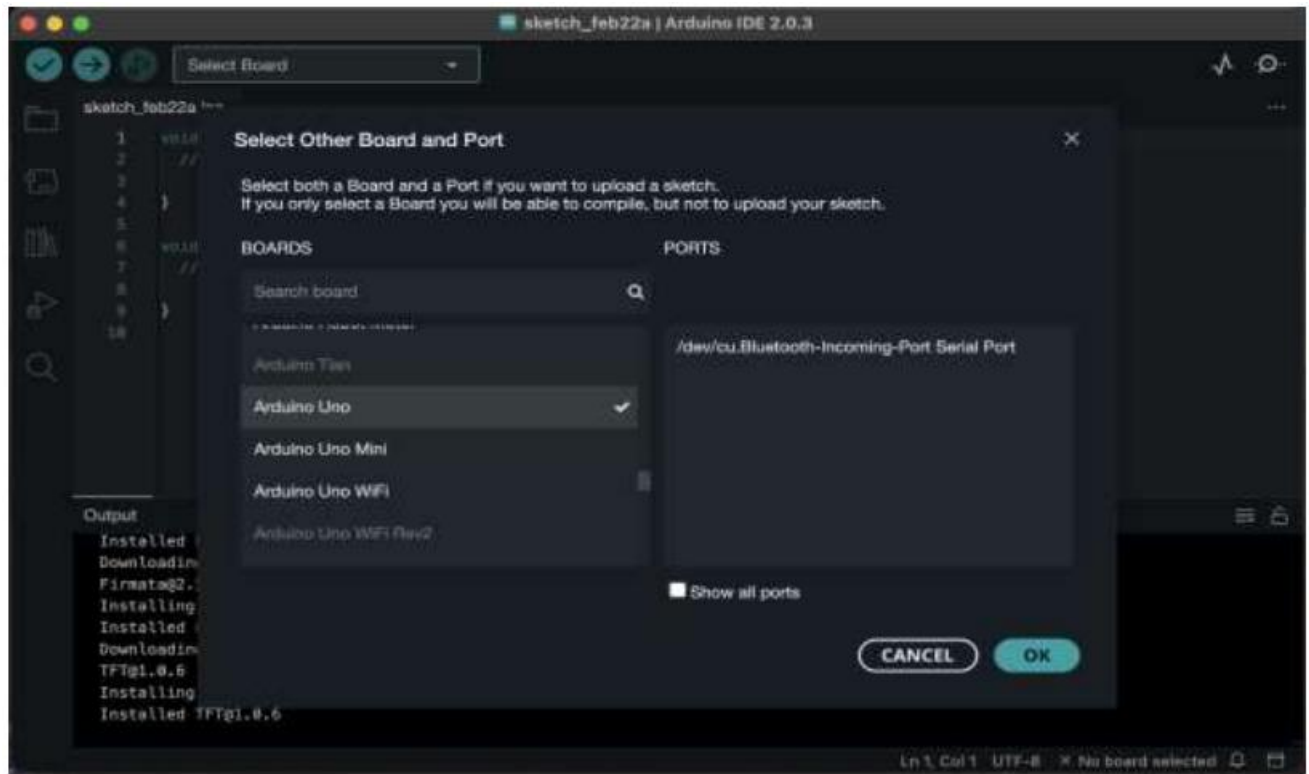 sketch_feb22a | Arduino IDE 2.0.3
Select Board
sketch_feb22a
1 void
2 //
3
4 }
5
6 void
7 //
8
9 }
10
Select Other Board and Port
Select both a Board and a Port if you want to upload a sketch.
If you only select a Board you will be able to compile, but not to upload your sketch.
BOARDS
PORTS
Search board
Arduino Tian
Arduino Uno
Arduino Uno Mini
Arduino Uno WiFi
Arduino Uno WiFi Rev2
/dev/cu.Bluetooth-Incoming-Port Serial Port
Show all ports
CANCEL
OK
Output
Installed
Downloadin
Firmata@2.
Installing
Installed
Downloadin
TFT@1.0.6
Installing
Installed TFT@1.0.6
Ln 1, Col 1 UTF-8 × No board selected